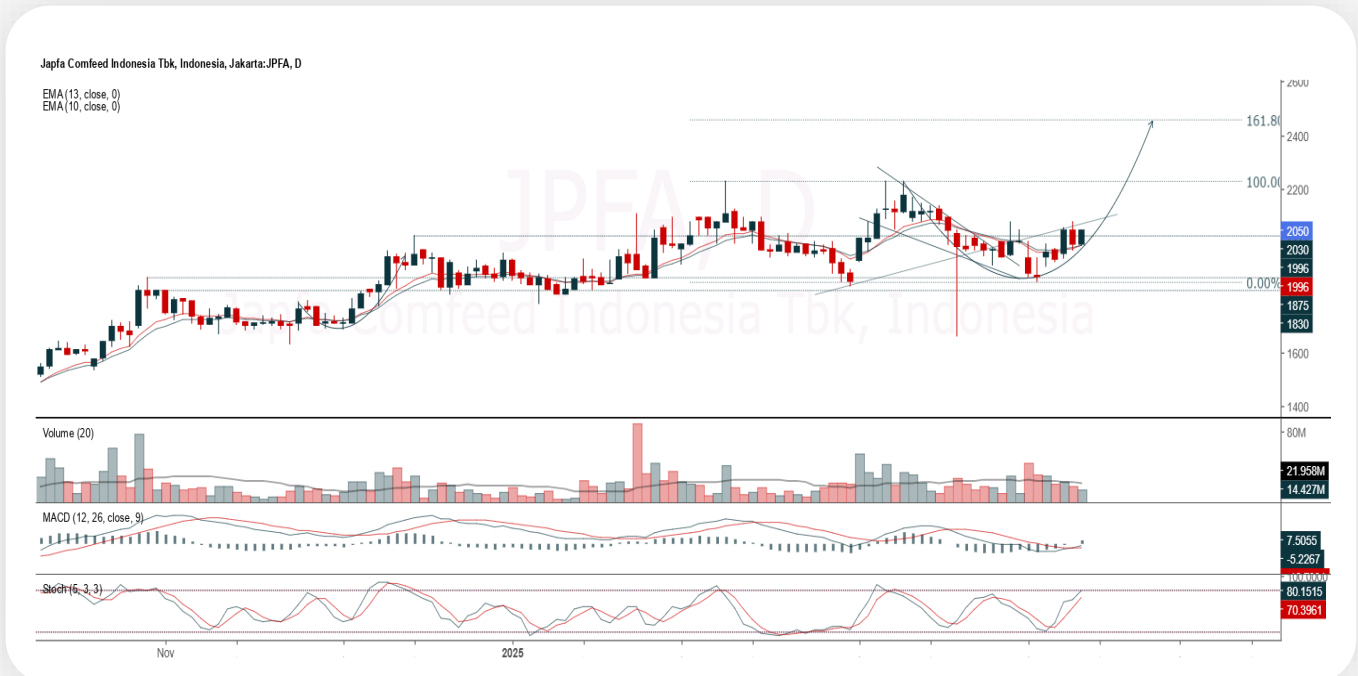 Japfa Comfeed Indonesia Tbk, Indonesia, Jakarta:JPFA, D
EMA (13, close, 0)
EMA (10, close, 0)
JPFA, D
Japfa Comfeed Indonesia Tbk, Indonesia
2600
161.80
2400
100.00
2200
2050
2030
1996
0.00%
1996
1875
1830
1600
1400
Volume (20)
80M
21.958M
14.427M
MACD (12, 26, close, 9)
7.5055
-5.2267
100.0000
Stoch (5, 3, 3)
80.1515
70.3961
Nov
2025